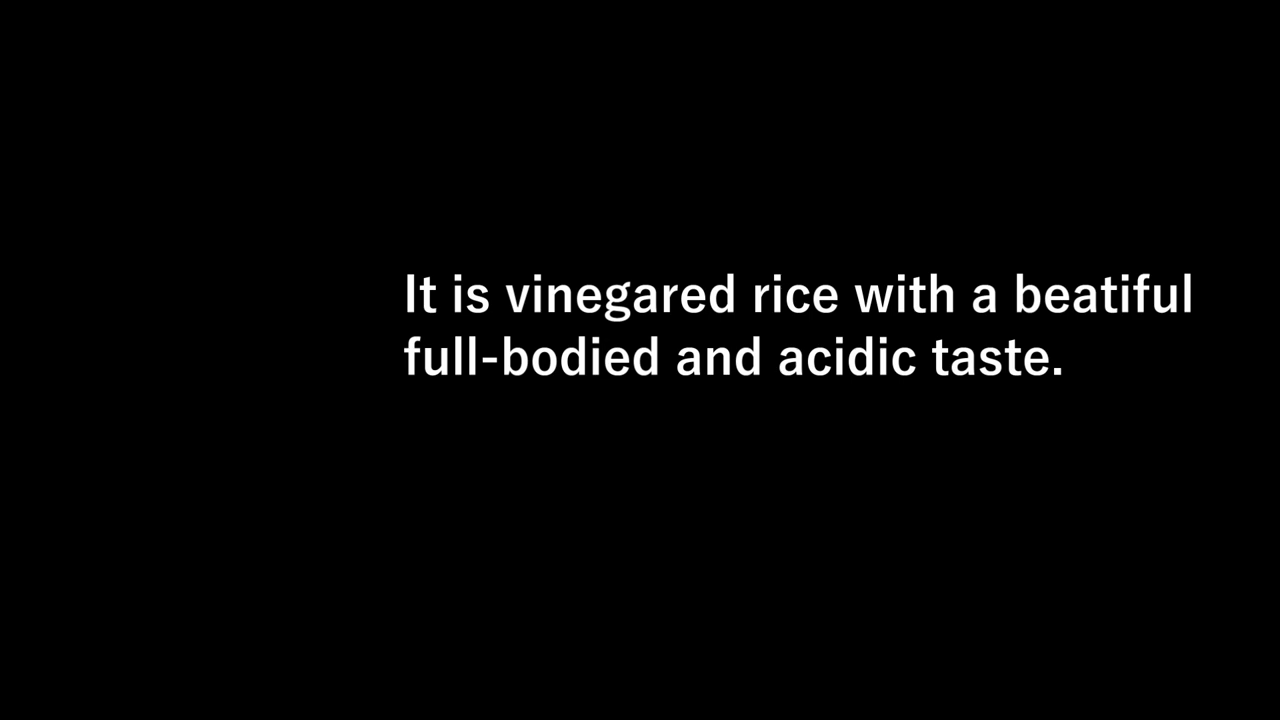 It is vinegared rice with a beatiful
full-bodied and acidic taste.